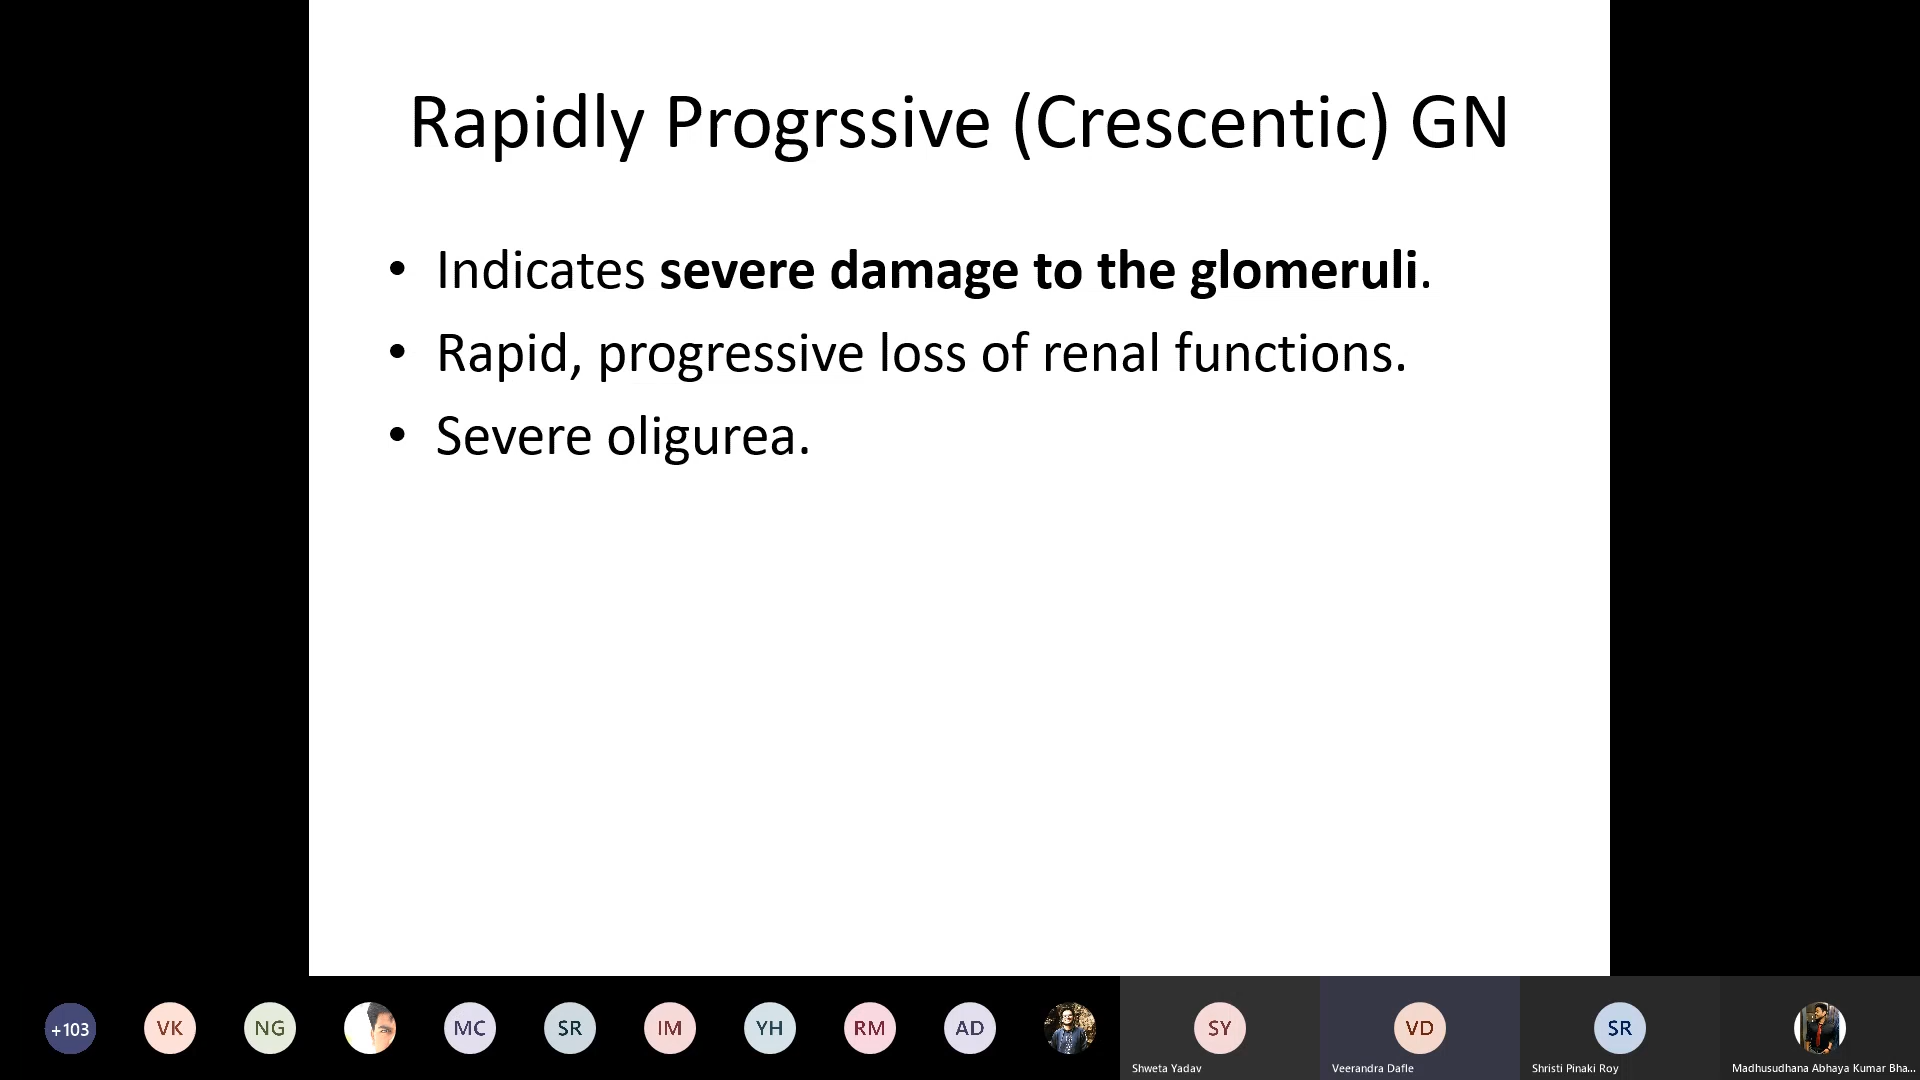 Rapidly Progrssive (Crescentic) GN
• Indicates severe damage to the glomeruli.
• Rapid, progressive loss of renal functions.
• Severe oligurea.
+103
VK
NG
MC
SR
IM
YH
RM
AD
SY
VD
SR
Shweta Yadav
Veerandra Dafle
Shristi Pinaki Roy
Madhusudhana Abhaya Kumar Bha...